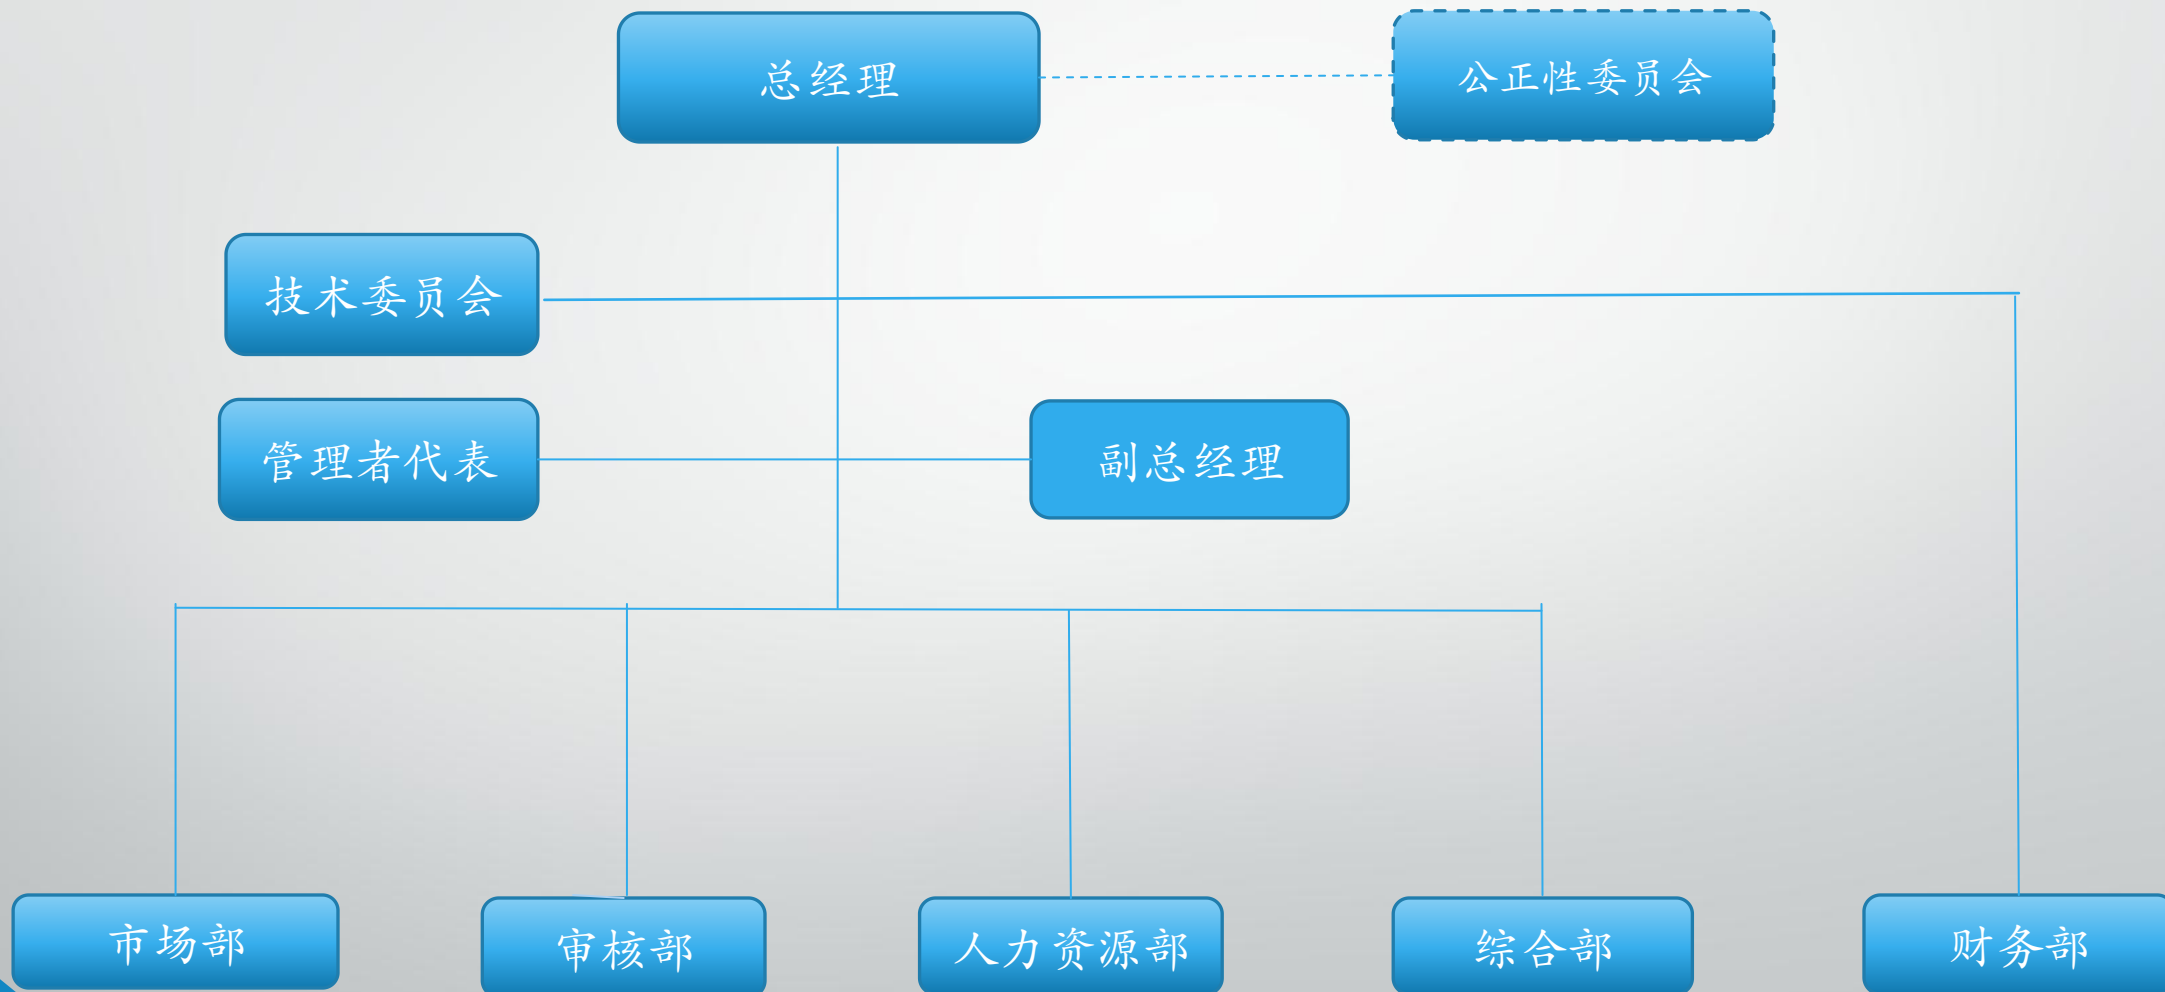 总经理
公正性委员会
技术委员会
管理者代表
副总经理
市场部
审核部
人力资源部
综合部
财务部